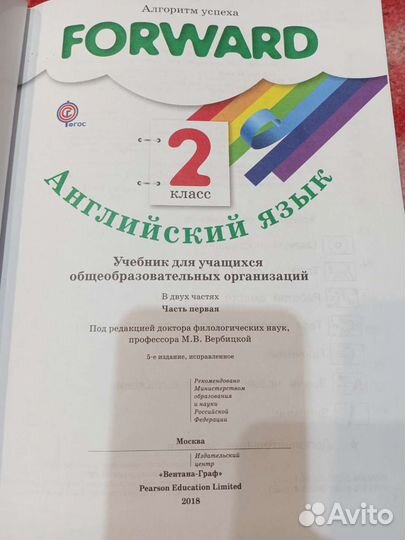 Алгоритм успеха
FORWARD
ФГОС
2
класс
Английский язык
Учебник для учащихся
общеобразовательных организаций
В двух частях
Часть первая
Под редакцией доктора филологических наук,
профессора М.В. Вербицкой
5-е издание, исправленное
Рекомендовано
Министерством
образования
и науки
Российской
Федерации
Москва
Издательский
центр
«Вентана-Граф»
Pearson Education Limited
2018
Avito